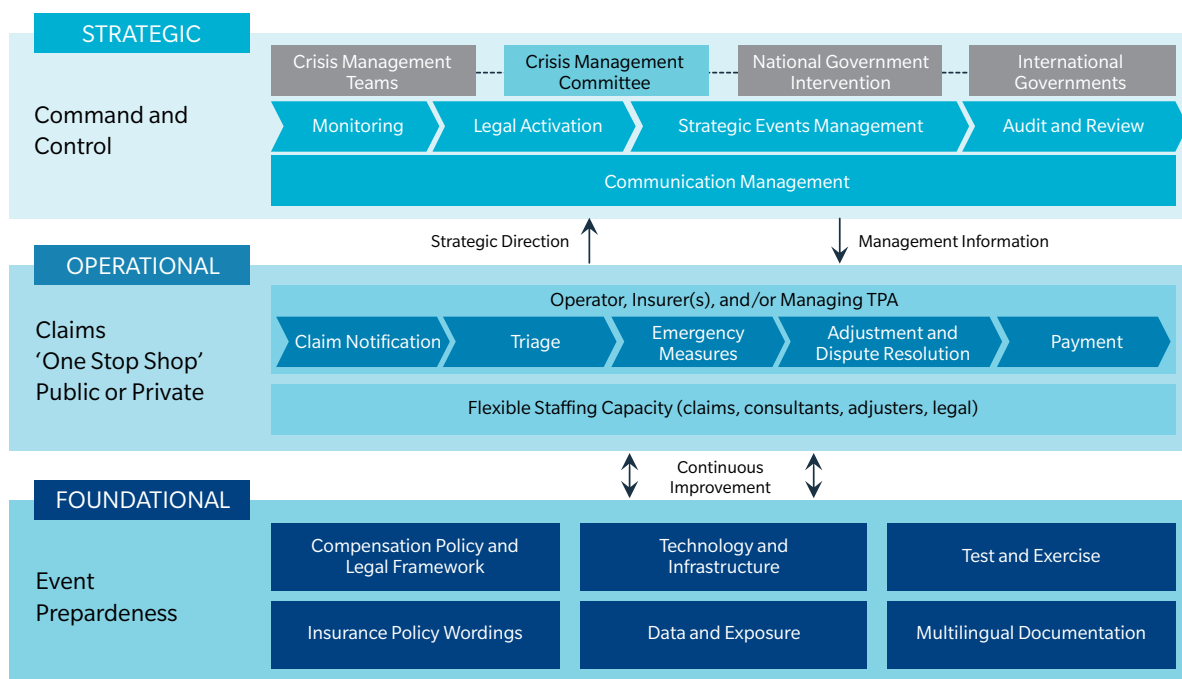 STRATEGIC
Command and
Control
Crisis Management
Teams
Crisis Management
Committee
National Government
Intervention
International
Governments
Monitoring
Legal Activation
Strategic Events Management
Audit and Review
Communication Management
Strategic Direction
Management Information
OPERATIONAL
Claims
'One Stop Shop'
Public or Private
Operator, Insurer(s), and/or Managing TPA
Claim Notification
Triage
Emergency
Measures
Adjustment and
Dispute Resolution
Payment
Flexible Staffing Capacity (claims, consultants, adjusters, legal)
Continuous
Improvement
FOUNDATIONAL
Event
Prepardeness
Compensation Policy and
Legal Framework
Technology and
Infrastructure
Test and Exercise
Insurance Policy Wordings
Data and Exposure
Multilingual Documentation